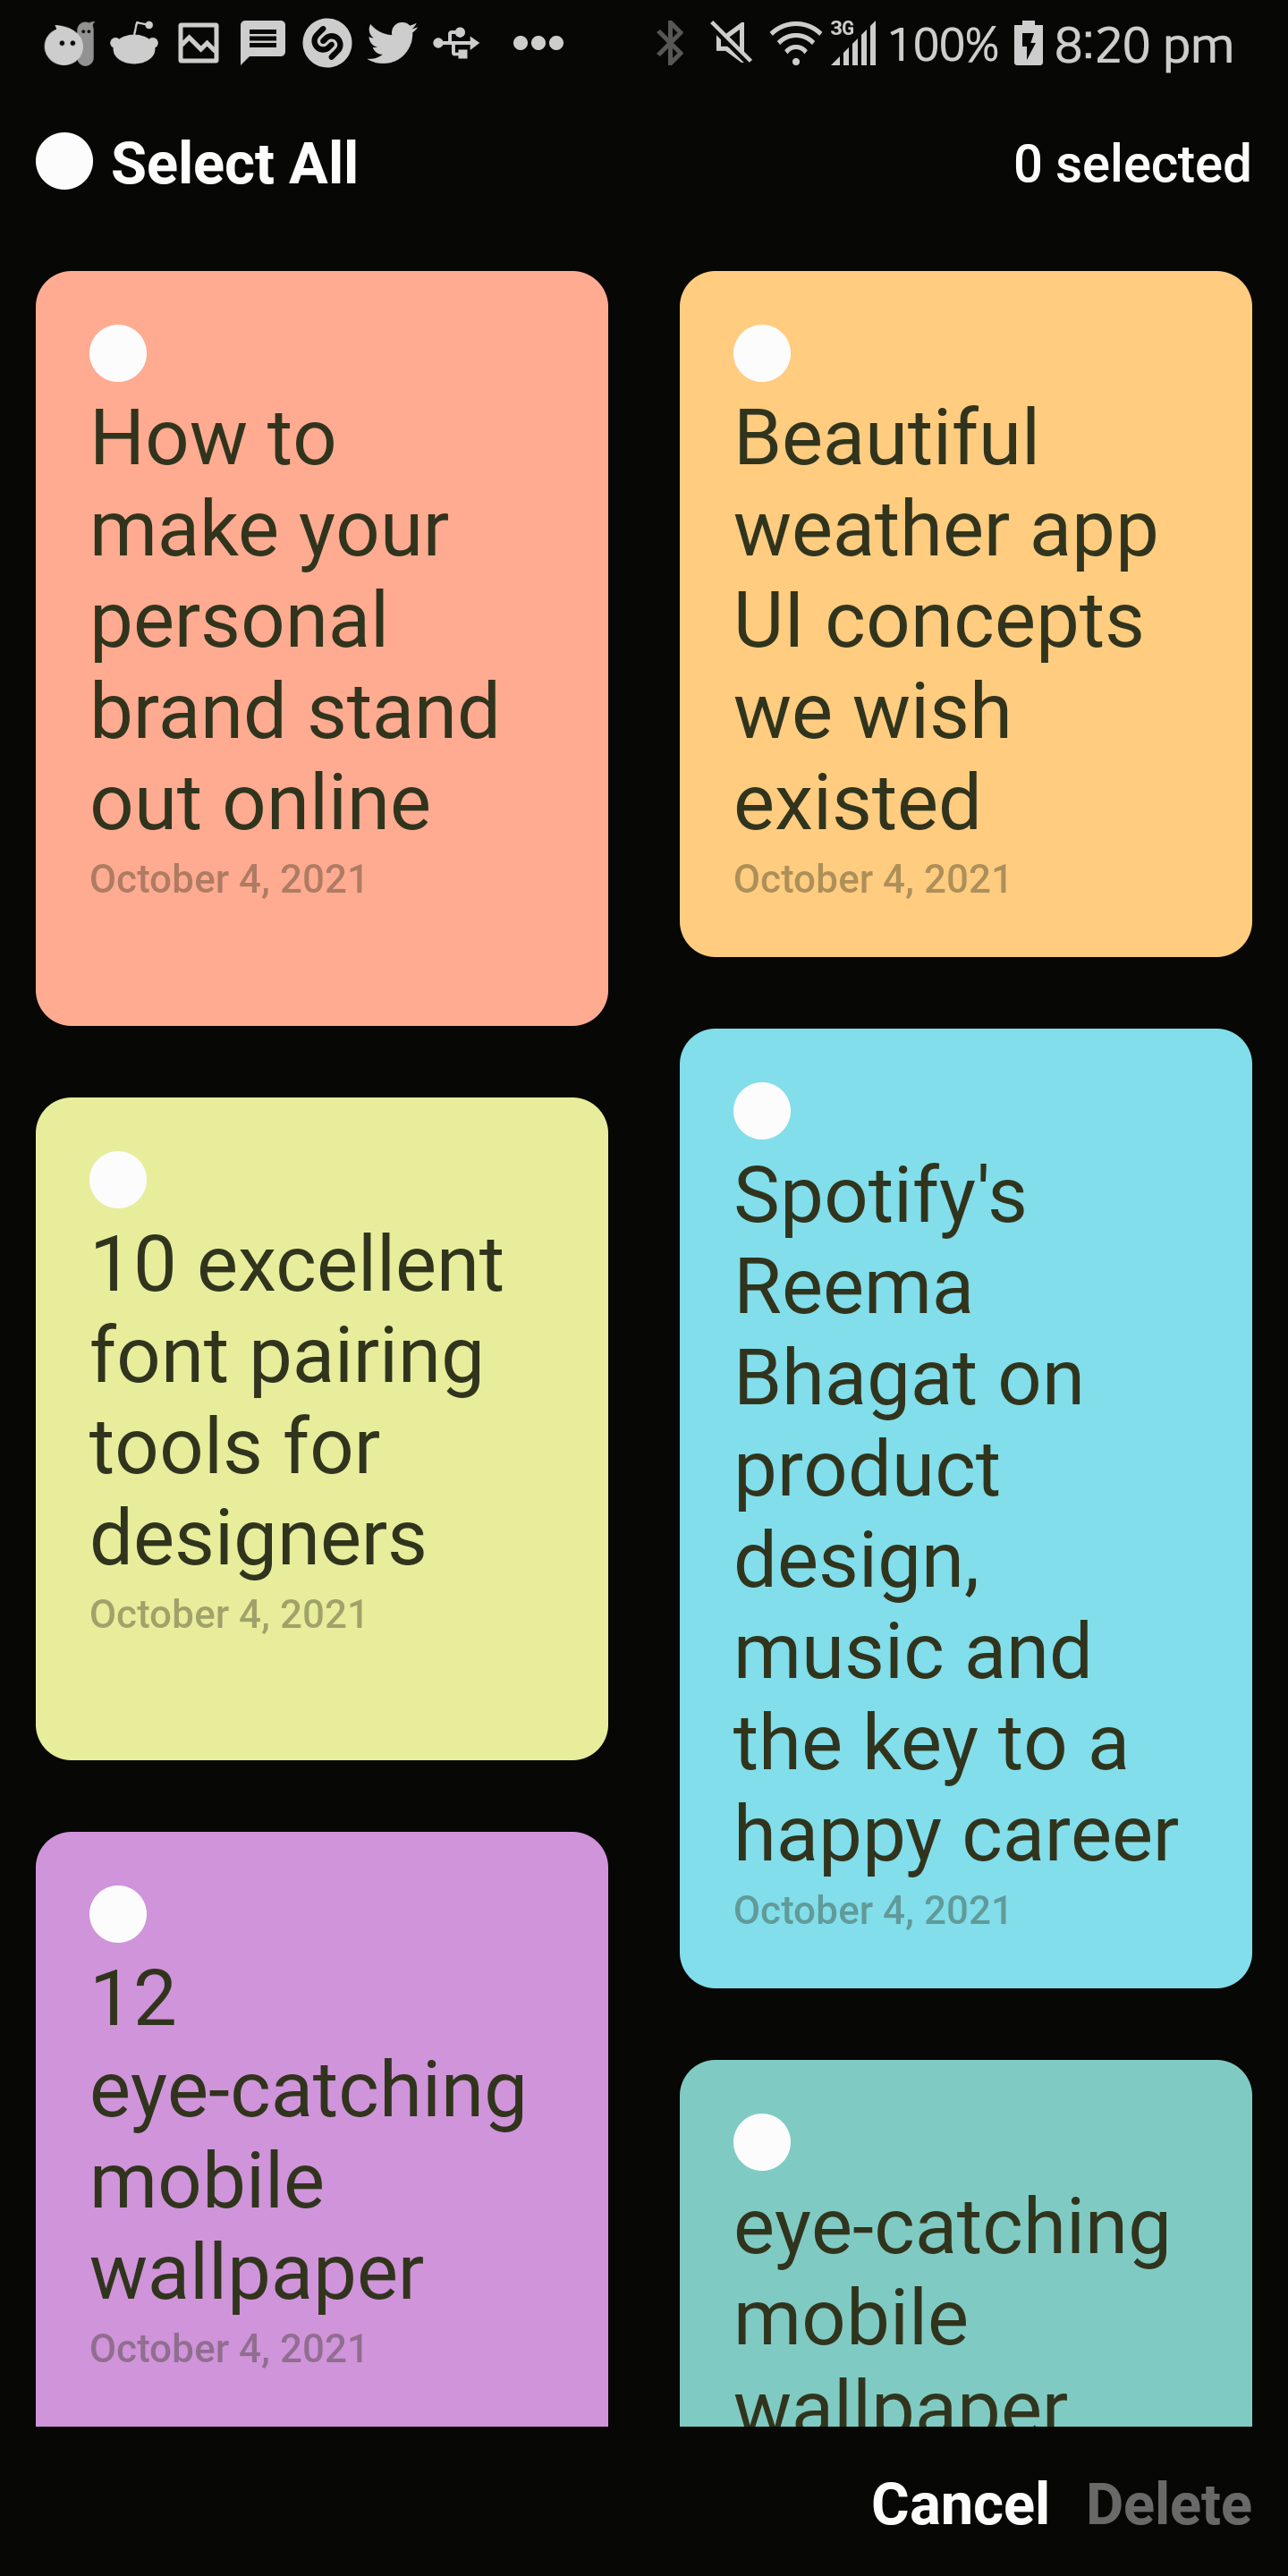 3G 100% 8:20 pm
Select All
0 selected
How to
make your
personal
brand stand
out online
October 4, 2021
Beautiful
weather app
UI concepts
we wish
existed
October 4, 2021
10 excellent
font pairing
tools for
designers
October 4, 2021
Spotify's
Reema
Bhagat on
product
design,
music and
the key to a
happy career
October 4, 2021
12
eye-catching
mobile
wallpaper
October 4, 2021
eye-catching
mobile
wallpaper
Cancel Delete